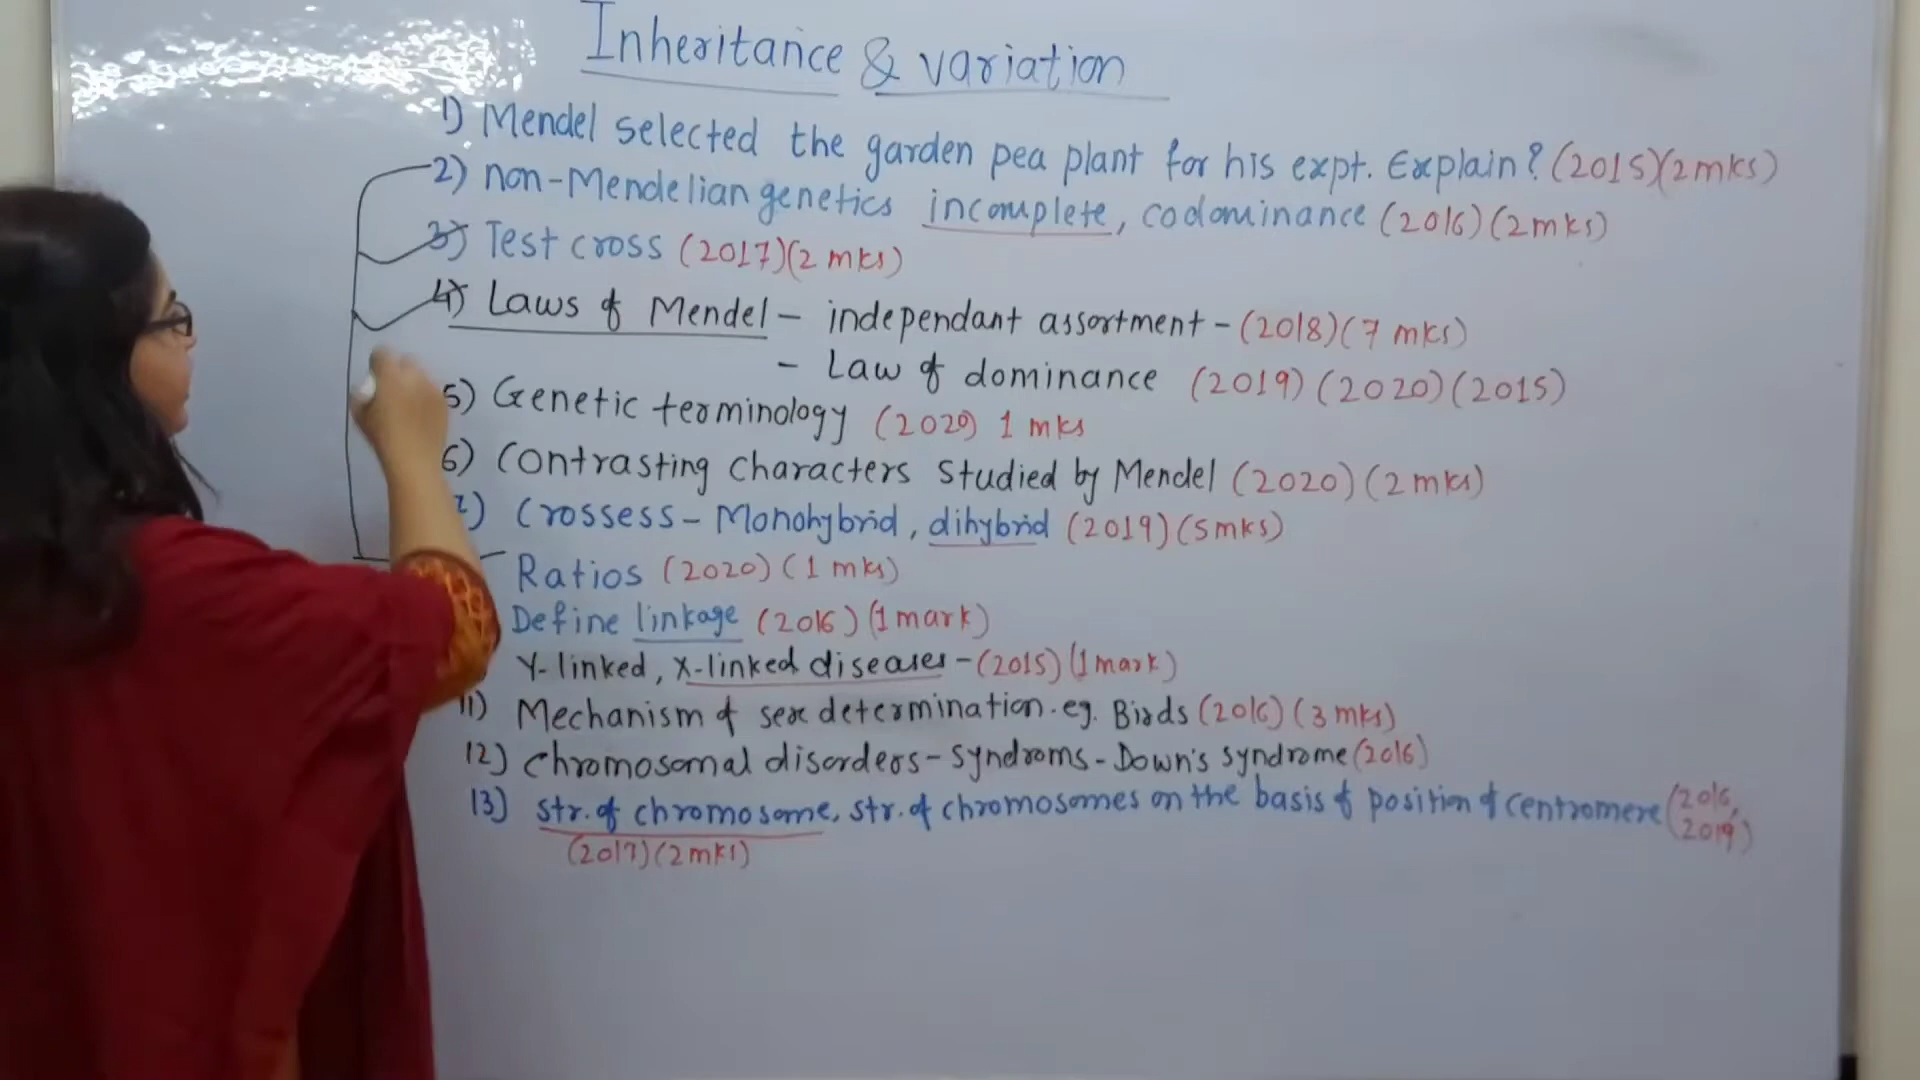 Inheritance & variation
1) Mendel selected the garden pea plant for his expt. Explain? (2015)(2mks)
2) non-Mendelian genetics incomplete, codominance (2016)(2mks)
3) Test cross (2017)(2 mks)
4) Laws of Mendel - independant assortment - (2018)(7 mks)
- Law of dominance (2019) (2020) (2015)
5) Genetic terminology (2020) 1 mks
6) Contrasting characters studied by Mendel (2020) (2 mks)
) Crossess - Monohybrid, dihybrid (2019) (5mks)
Ratios (2020) (1 mks)
Define linkage (2016) (1 mark)
Y-linked, X-linked diseases - (2015) (1 mark)
11) Mechanism of sex determination. eg. Birds (2016) (3 mks)
12) Chromosomal disorders - syndroms - Down's syndrome (2016)
13) str. of chromosome, str. of chromosomes on the basis of position of centromere (2016, 2019)
(2017) (2mks)